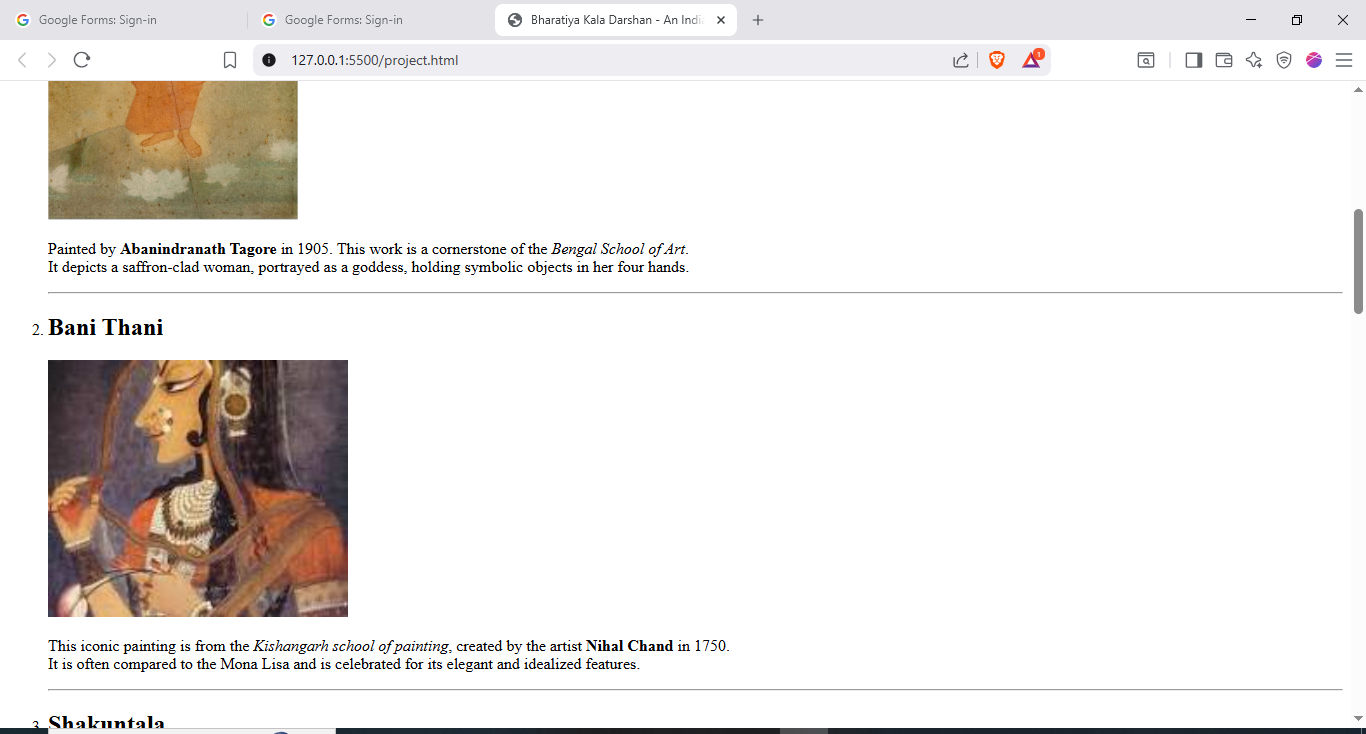 Google Forms: Sign-in
Google Forms: Sign-in
Bharatiya Kala Darshan - An Indi
127.0.0.1:5500/project.html
1
Painted by Abanindranath Tagore in 1905. This work is a cornerstone of the Bengal School of Art.
It depicts a saffron-clad woman, portrayed as a goddess, holding symbolic objects in her four hands.
2. Bani Thani
This iconic painting is from the Kishangarh school of painting, created by the artist Nihal Chand in 1750.
It is often compared to the Mona Lisa and is celebrated for its elegant and idealized features.
3. Shakuntala